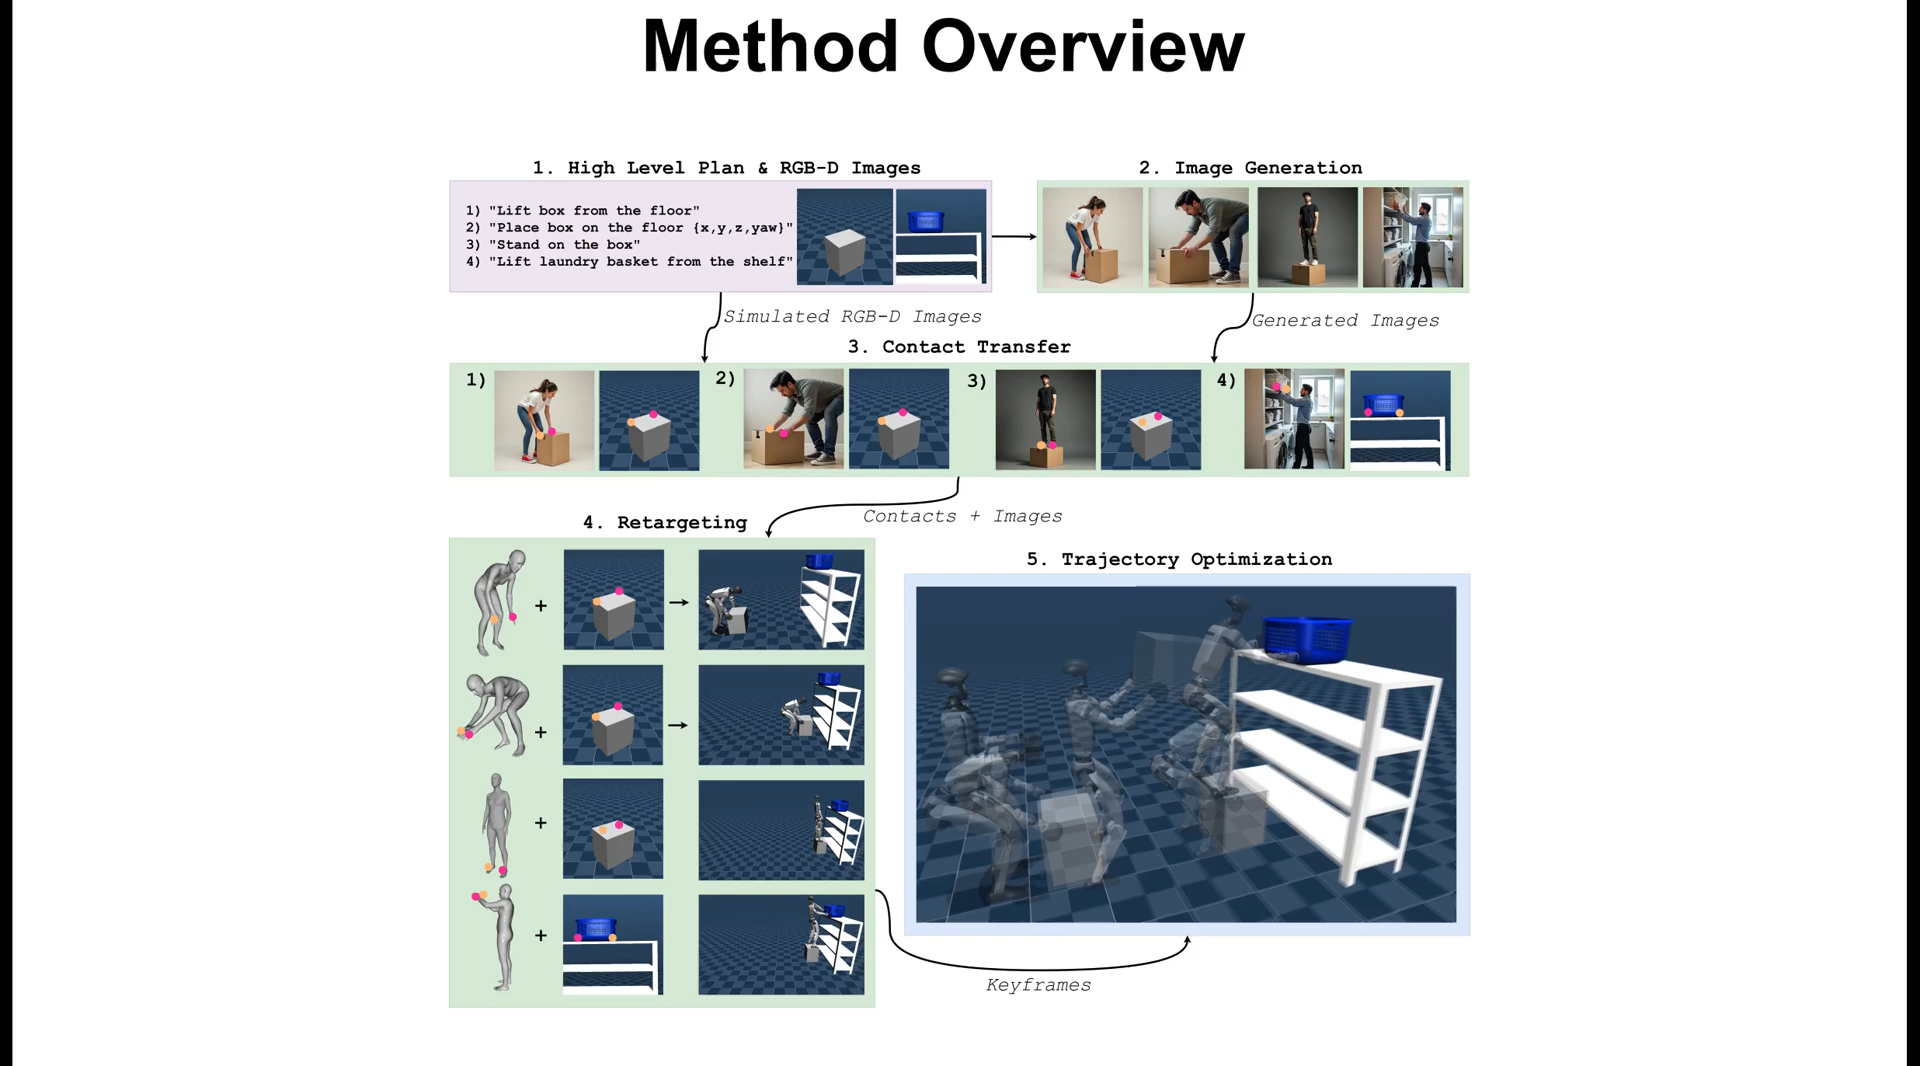 Method Overview
1. High Level Plan & RGB-D Images
2. Image Generation
1) "Lift box from the floor"
2) "Place box on the floor {x,y,z,yaw}"
3) "Stand on the box"
4) "Lift laundry basket from the shelf"
Simulated RGB-D Images
Generated Images
3. Contact Transfer
1)
2)
3)
4)
Contacts + Images
4. Retargeting
5. Trajectory Optimization
+
+
+
+
Keyframes